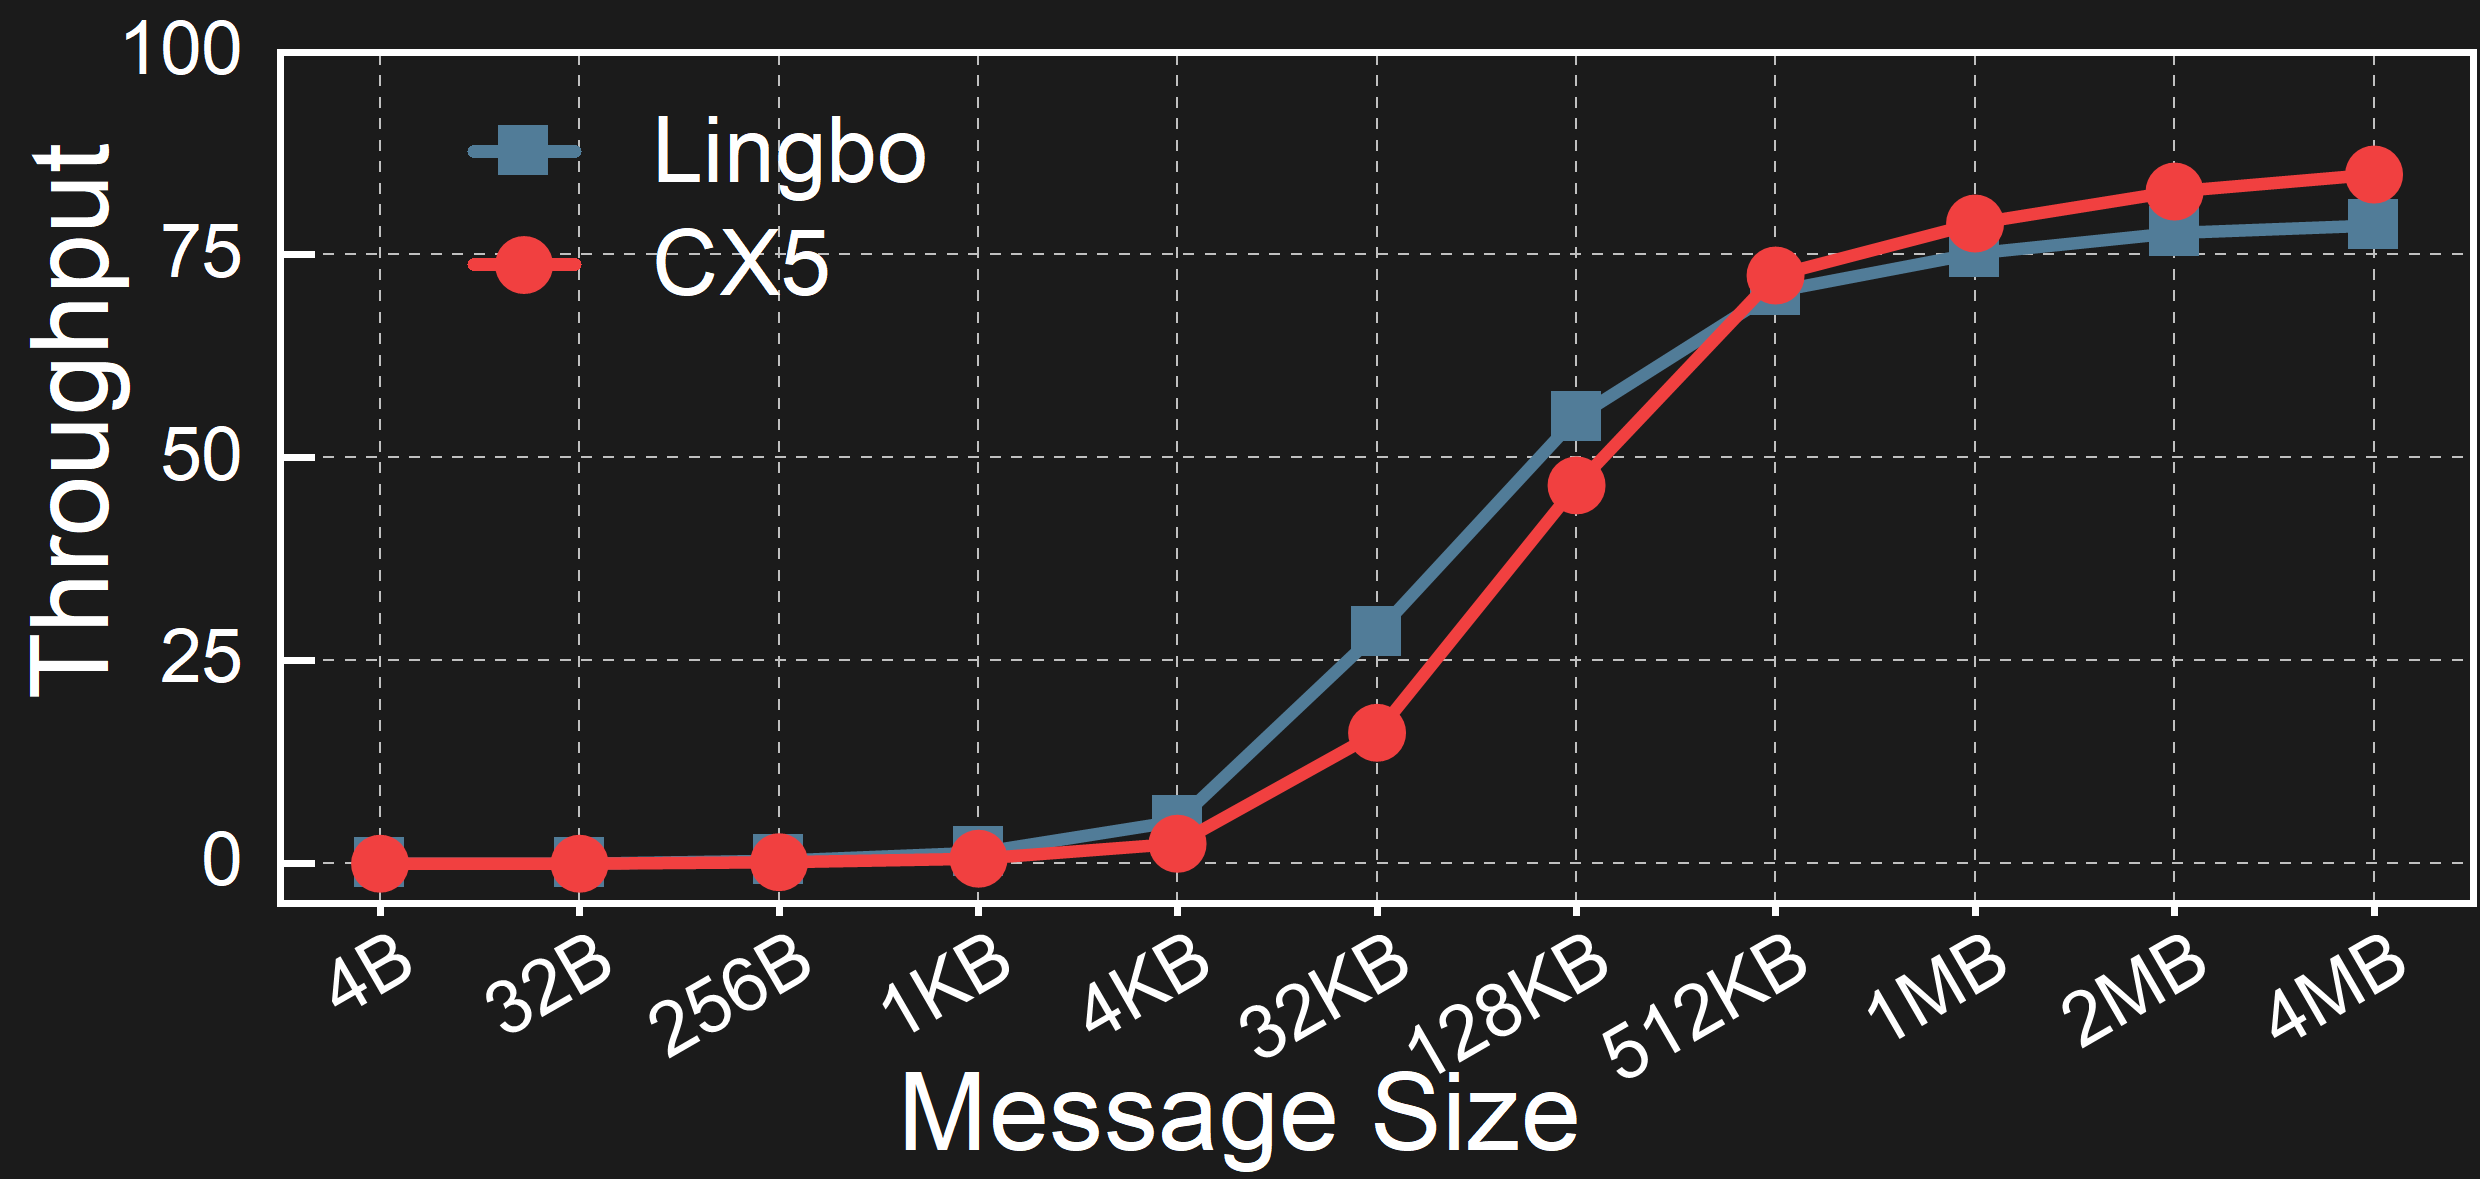 100
75
50
25
0
Throughput
Lingbo
CX5
4B
32B
256B
1KB
4KB
32KB
128KB
512KB
1MB
2MB
4MB
Message Size